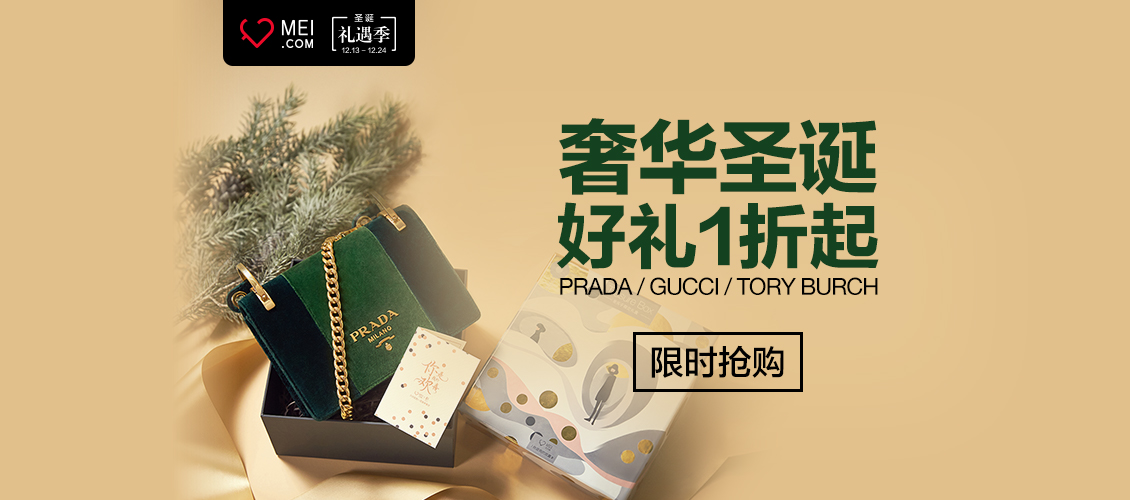 MEI
.COM
圣诞
礼遇季
12.13 – 12.24
奢华圣诞
好礼1折起
PRADA / GUCCI / TORY BURCH
限时抢购
PRADA
MILANO